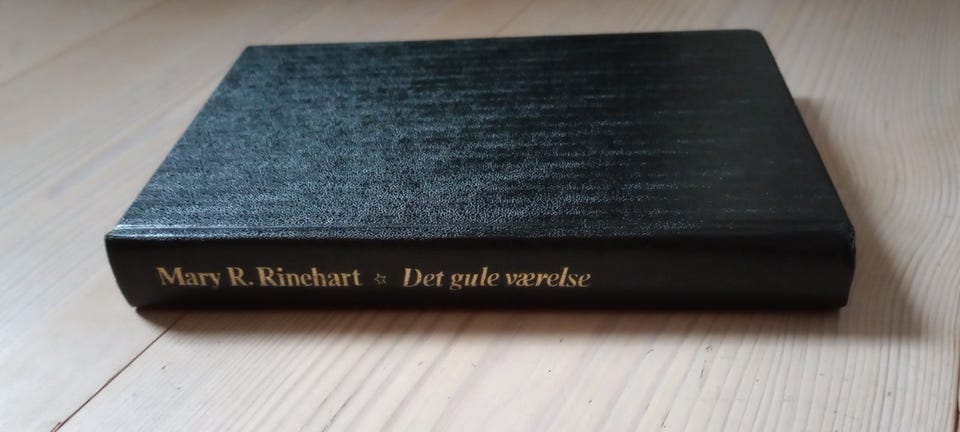 Mary R. Rinehart ☆ Det gule værelse